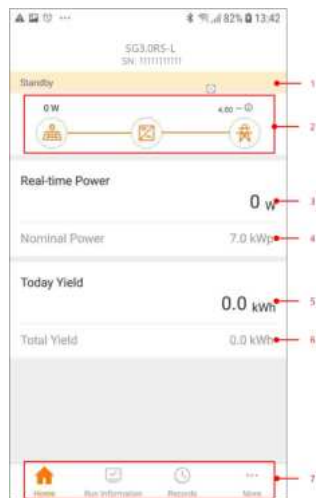 82% 13:42
SG3.0RS-L
SN: 11111111111
Standby
1
0 W
2
Real-time Power
0 W
3
Nominal Power
7.0 kWp
4
Today Yield
0.0 kWh
5
Total Yield
0.0 kWh
6
7
Home Run Information Records More